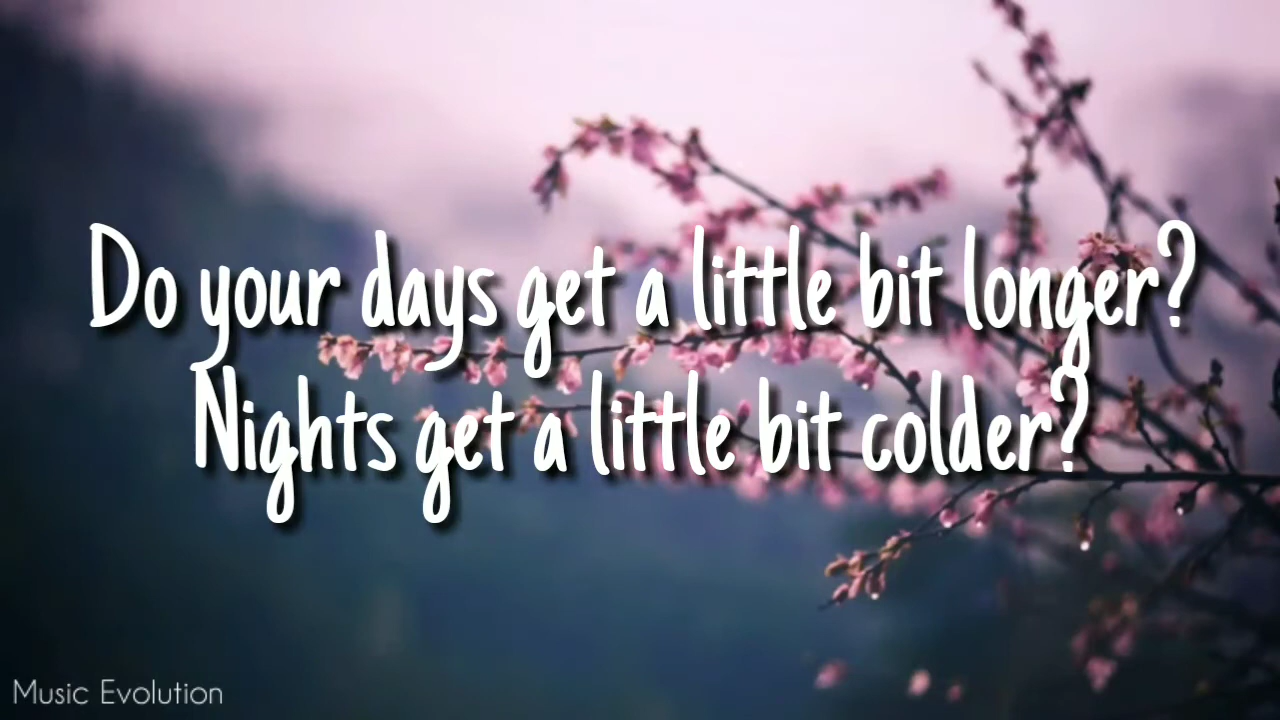 Do your days get a little bit longer?
Nights get a little bit colder?
Music Evolution